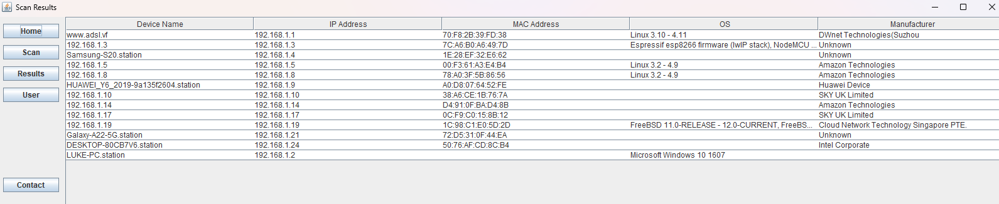 Scan Results
Home
Scan
Results
User
Contact
Device Name IP Address MAC Address OS Manufacturer
www.adsl.vf 192.168.1.1 70:F8:2B:39:FD:38 Linux 3.10 - 4.11 DWnet Technologies(Suzhou
192.168.1.3 192.168.1.3 7C:A6:B0:A6:49:7D Espressif esp8266 firmware (lwIP stack), NodeMCU ... Unknown
Samsung-S20.station 192.168.1.4 1E:28:EF:32:E6:62 Unknown
192.168.1.5 192.168.1.5 00:F3:61:A3:E4:B4 Linux 3.2 - 4.9 Amazon Technologies
192.168.1.8 192.168.1.8 78:A0:3F:5B:86:56 Linux 3.2 - 4.9 Amazon Technologies
HUAWEI_Y6_2019-9a135f2604.station 192.168.1.9 A0:D8:07:64:52:FE Huawei Device
192.168.1.10 192.168.1.10 38:A6:CE:1B:76:7A SKY UK Limited
192.168.1.14 192.168.1.14 D4:91:0F:BA:D4:8B Amazon Technologies
192.168.1.17 192.168.1.17 0C:F9:C0:15:8B:12 SKY UK Limited
192.168.1.19 192.168.1.19 1C:98:C1:E0:5D:2D FreeBSD 11.0-RELEASE - 12.0-CURRENT, FreeBS... Cloud Network Technology Singapore PTE.
Galaxy-A22-5G.station 192.168.1.21 72:D5:31:0F:44:EA Unknown
DESKTOP-80CB7V6.station 192.168.1.24 50:76:AF:CD:8C:B4 Intel Corporate
LUKE-PC.station 192.168.1.2 Microsoft Windows 10 1607